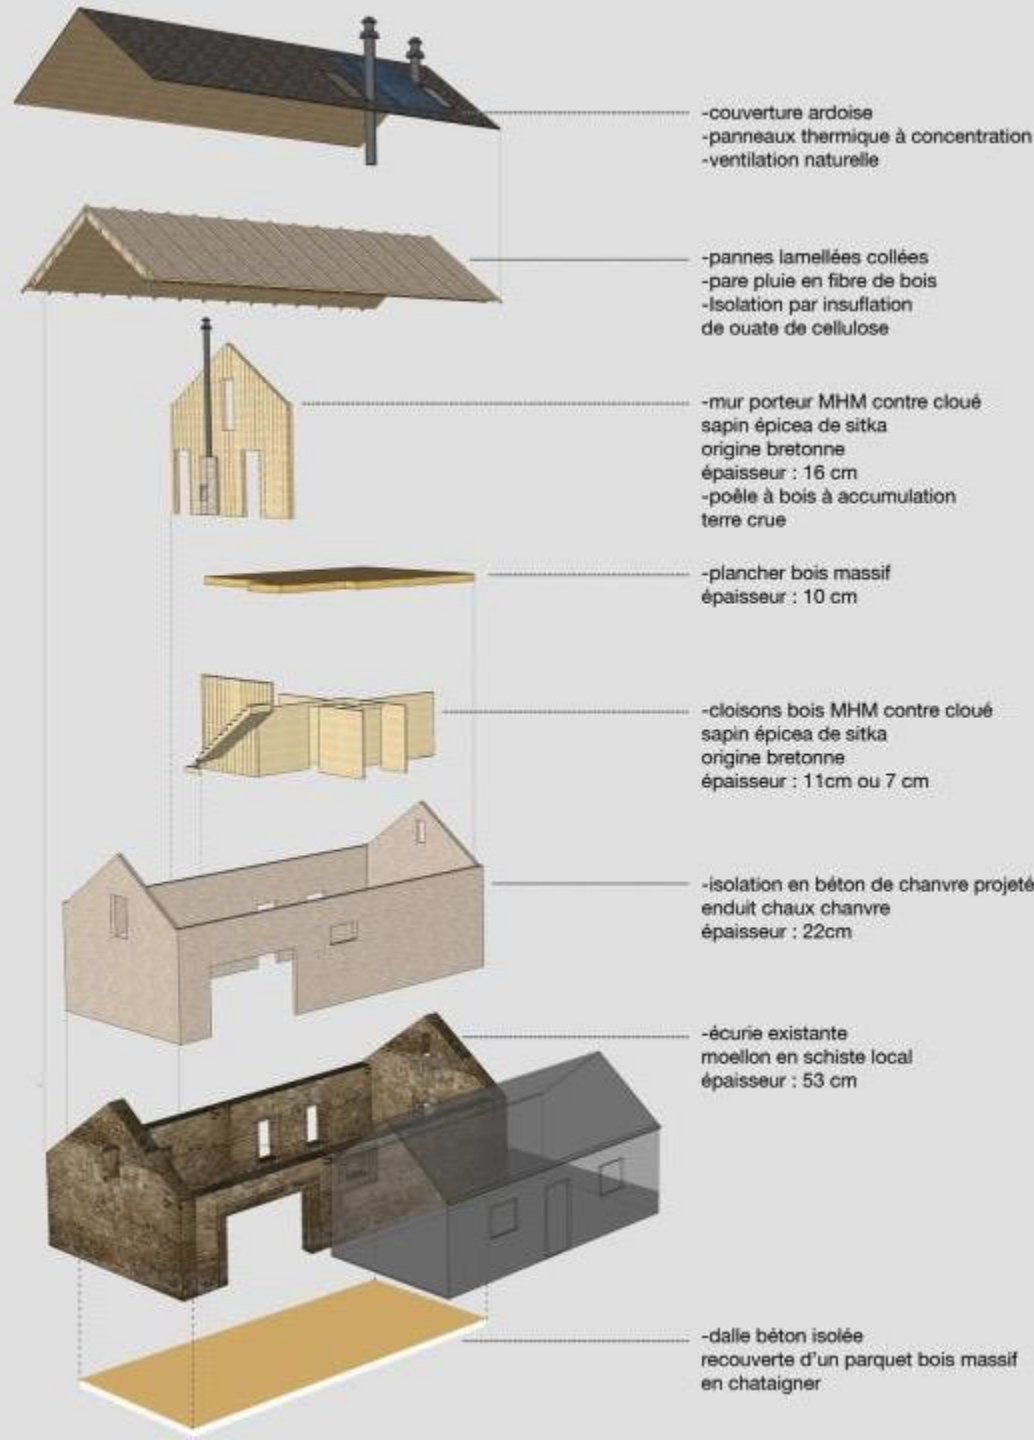 -couverture ardoise
-panneaux thermique à concentration
-ventilation naturelle
-pannes lamellées collées
-pare pluie en fibre de bois
-Isolation par insuflation
de ouate de cellulose
-mur porteur MHM contre cloué
sapin épicea de sitka
origine bretonne
épaisseur : 16 cm
-poêle à bois à accumulation
terre crue
-plancher bois massif
épaisseur : 10 cm
-cloisons bois MHM contre cloué
sapin épicea de sitka
origine bretonne
épaisseur : 11cm ou 7 cm
-isolation en béton de chanvre projeté
enduit chaux chanvre
épaisseur : 22cm
-écurie existante
moellon en schiste local
épaisseur : 53 cm
-dalle béton isolée
recouverte d'un parquet bois massif
en chataigner